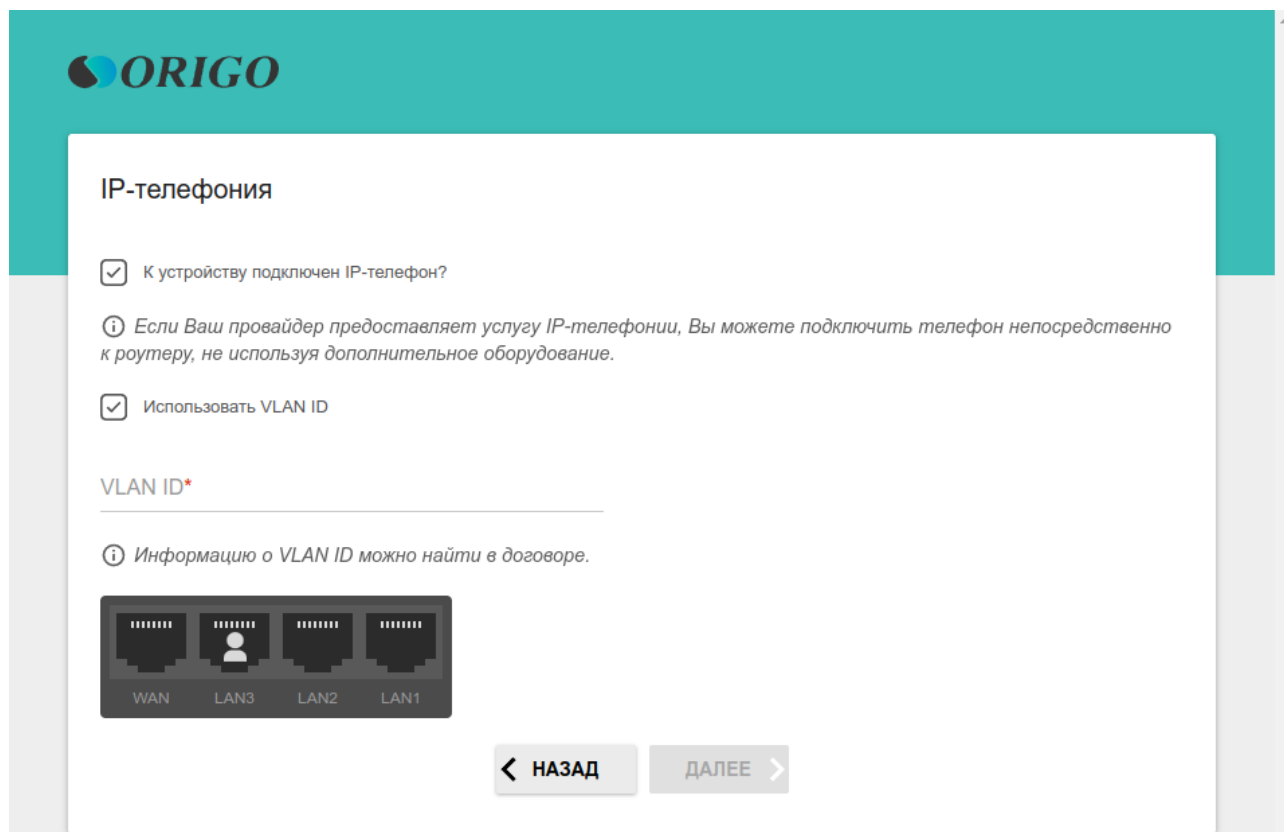 ORIGO
IP-телефония
К устройству подключен IP-телефон?
Если Ваш провайдер предоставляет услугу IP-телефонии, Вы можете подключить телефон непосредственно
к роутеру, не используя дополнительное оборудование.
Использовать VLAN ID
VLAN ID*
Информацию о VLAN ID можно найти в договоре.
WAN LAN3 LAN2 LAN1
НАЗАД ДАЛЕЕ